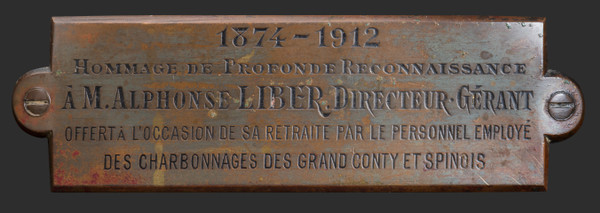 1874 - 1912
HOMMAGE DE PROFONDE RECONNAISSANCE
À M. ALPHONSE LIBER, DIRECTEUR-GÉRANT
OFFERT À L'OCCASION DE SA RETRAITE PAR LE PERSONNEL EMPLOYÉ
DES CHARBONNAGES DES GRAND CONTY ET SPINOIS